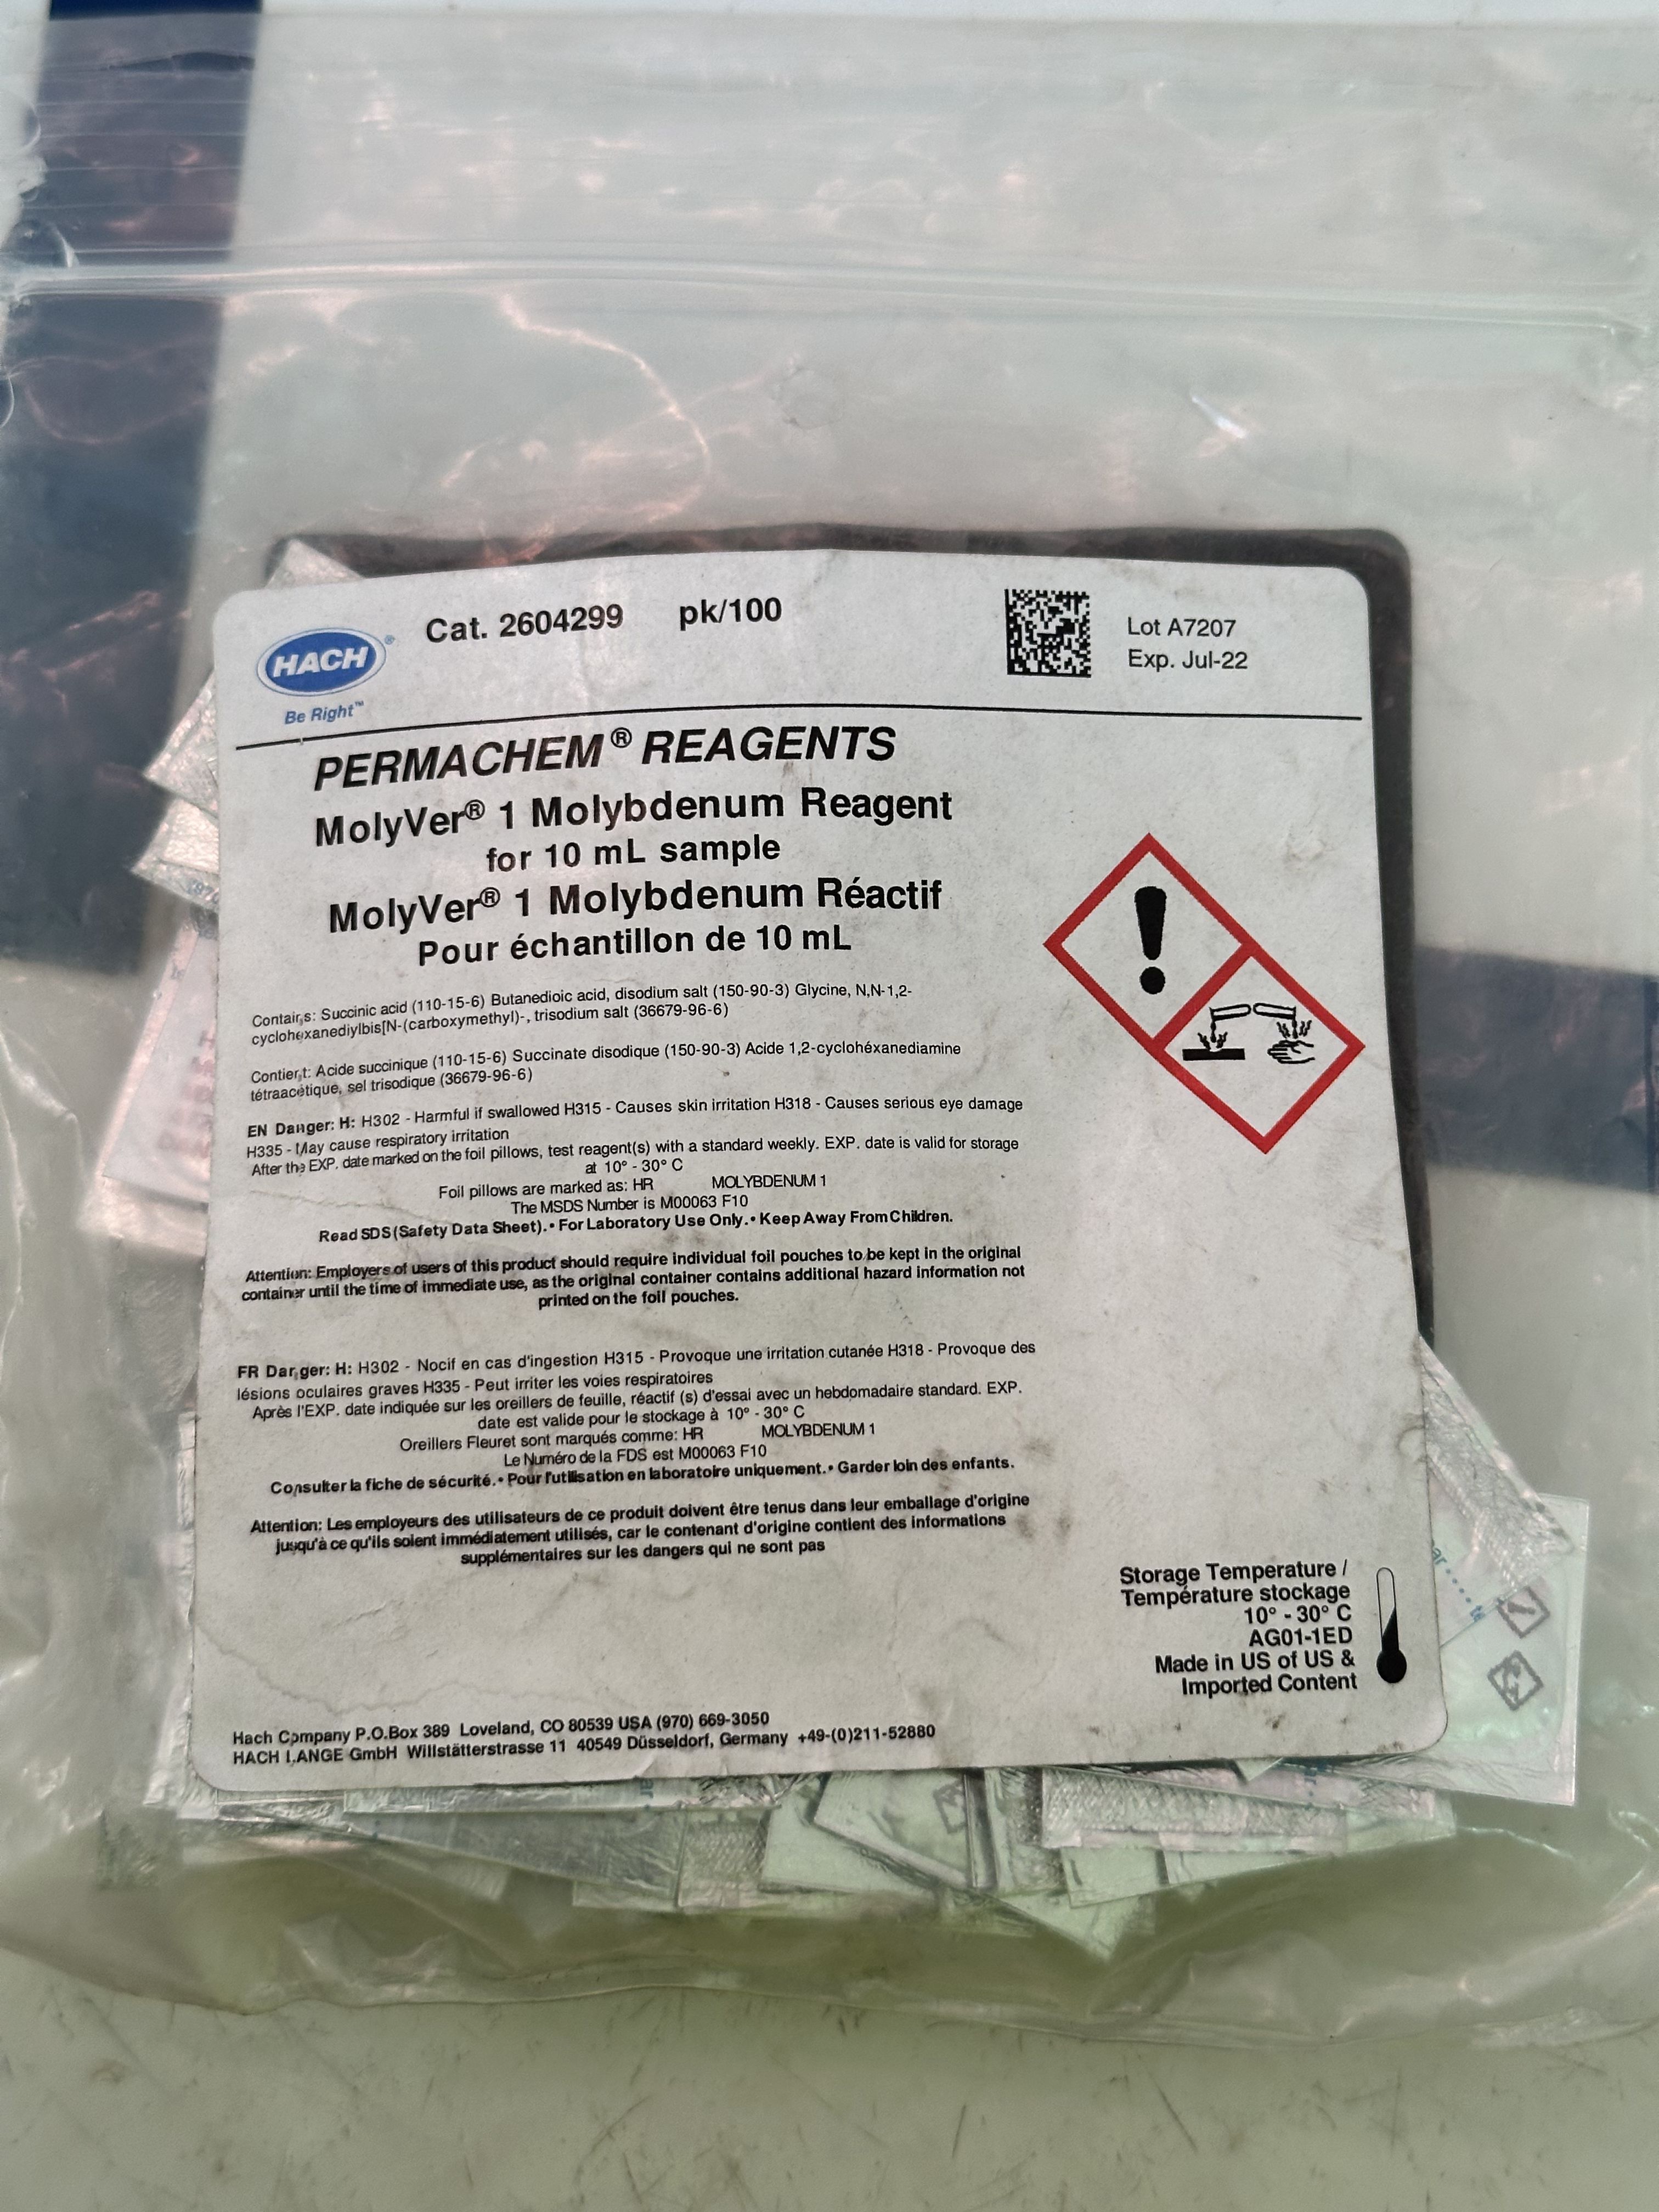 HACH®
Be Right™
Cat. 2604299 pk/100
Lot A7207
Exp. Jul-22
PERMACHEM® REAGENTS
MolyVer® 1 Molybdenum Reagent
for 10 mL sample
MolyVer® 1 Molybdenum Réactif
Pour échantillon de 10 mL
Contains: Succinic acid (110-15-6) Butanedioic acid, disodium salt (150-90-3) Glycine, N,N-1,2-
cyclohexanediylbis[N-(carboxymethyl)-, trisodium salt (36679-96-6)
Contient: Acide succinique (110-15-6) Succinate disodique (150-90-3) Acide 1,2-cyclohéxanediamine
tétraacétique, sel trisodique (36679-96-6)
EN Danger: H: H302 - Harmful if swallowed H315 - Causes skin irritation H318 - Causes serious eye damage
H335 - May cause respiratory irritation
After the EXP. date marked on the foil pillows, test reagent(s) with a standard weekly. EXP. date is valid for storage
at 10° - 30° C
Foil pillows are marked as: HR MOLYBDENUM 1
The MSDS Number is M00063 F10
Read SDS (Safety Data Sheet). • For Laboratory Use Only. • Keep Away From Children.
Attention: Employers of users of this product should require individual foil pouches to be kept in the original
container until the time of immediate use, as the original container contains additional hazard information not
printed on the foil pouches.
FR Danger: H: H302 - Nocif en cas d'ingestion H315 - Provoque une irritation cutanée H318 - Provoque des
lésions oculaires graves H335 - Peut irriter les voies respiratoires
Après l'EXP. date indiquée sur les oreillers de feuille, réactif (s) d'essai avec un hebdomadaire standard. EXP.
date est valide pour le stockage à 10° - 30° C
Oreillers Fleuret sont marqués comme: HR MOLYBDENUM 1
Le Numéro de la FDS est M00063 F10
Consulter la fiche de sécurité. • Pour l'utilisation en laboratoire uniquement. • Garder loin des enfants.
Attention: Les employeurs des utilisateurs de ce produit doivent être tenus dans leur emballage d'origine
jusqu'à ce qu'ils soient immédiatement utilisés, car le contenant d'origine contient des informations
supplémentaires sur les dangers qui ne sont pas
Storage Temperature /
Température stockage
10° - 30° C
AG01-1ED
Made in US of US &
Imported Content
Hach Company P.O.Box 389 Loveland, CO 80539 USA (970) 669-3050
HACH LANGE GmbH Willstätterstrasse 11 40549 Düsseldorf, Germany +49-(0)211-52880